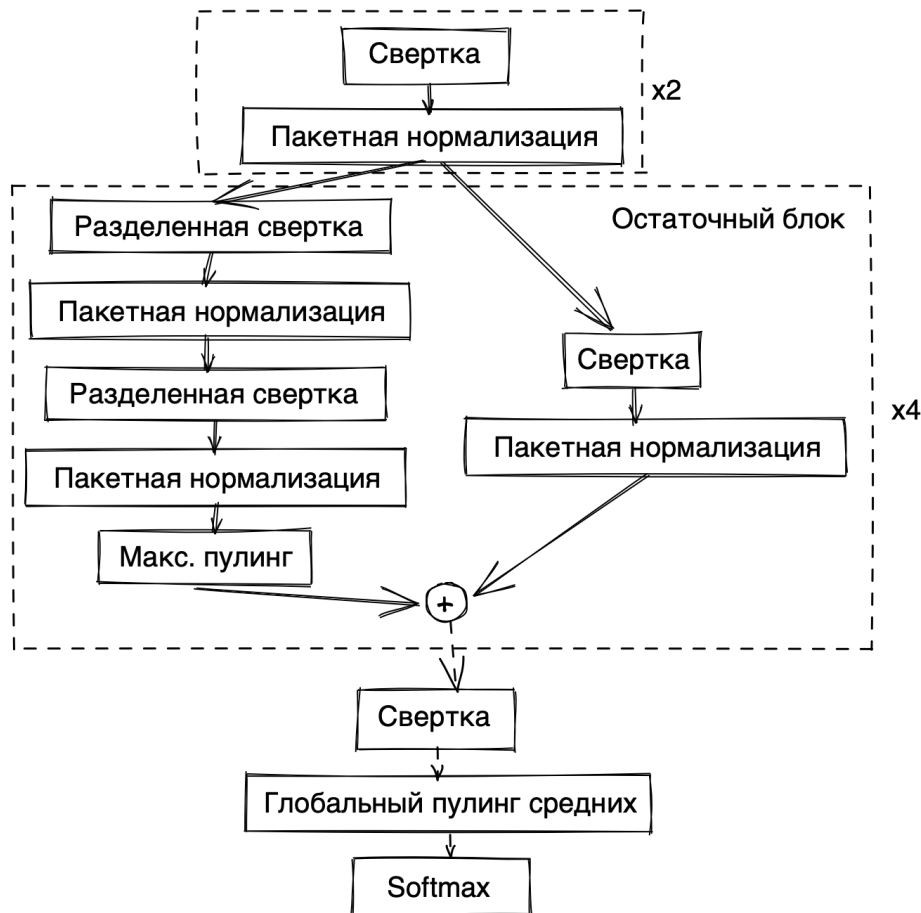 Свертка
x2
Пакетная нормализация
Остаточный блок
Разделенная свертка
Пакетная нормализация
Свертка
Разделенная свертка
x4
Пакетная нормализация
Пакетная нормализация
Макс. пулинг
+
Свертка
Глобальный пулинг средних
Softmax